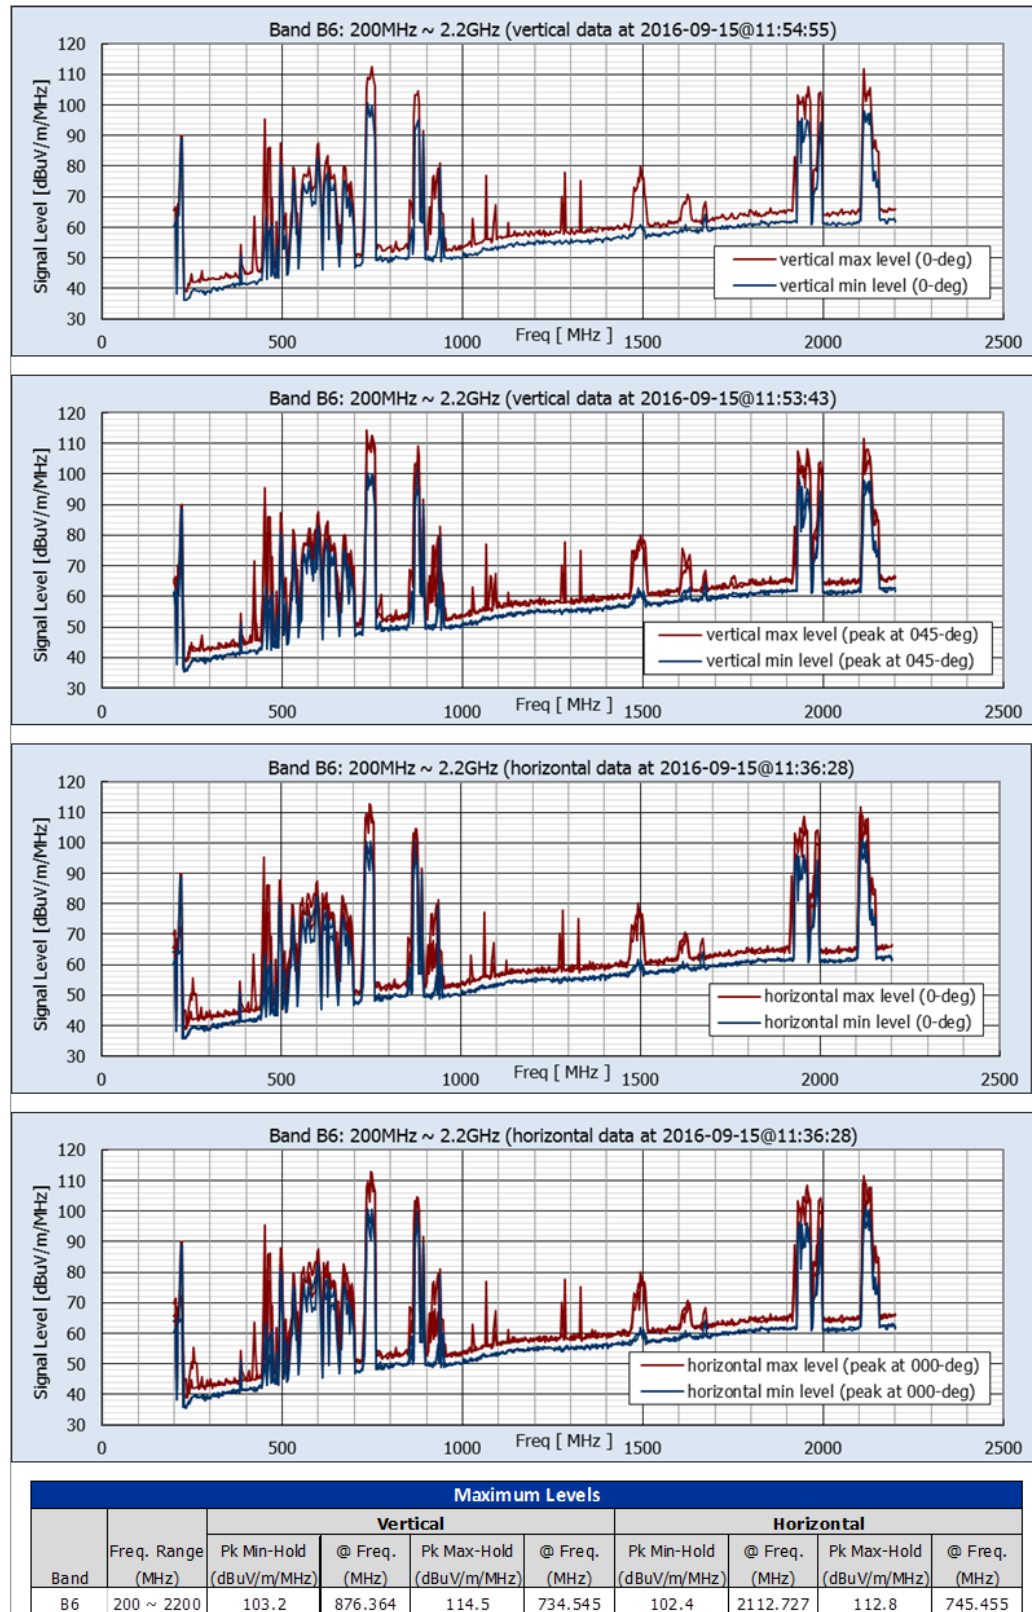 Band B6: 200MHz ~ 2.2GHz (vertical data at 2016-09-15@11:54:55)
Signal Level [dBuV/m/MHz]
120
110
100
90
80
70
60
50
40
30
vertical max level (0-deg)
vertical min level (0-deg)
0 500 1000 1500 2000 2500
Freq [ MHz ]
Band B6: 200MHz ~ 2.2GHz (vertical data at 2016-09-15@11:53:43)
Signal Level [dBuV/m/MHz]
120
110
100
90
80
70
60
50
40
30
vertical max level (peak at 045-deg)
vertical min level (peak at 045-deg)
0 500 1000 1500 2000 2500
Freq [ MHz ]
Band B6: 200MHz ~ 2.2GHz (horizontal data at 2016-09-15@11:36:28)
Signal Level [dBuV/m/MHz]
120
110
100
90
80
70
60
50
40
30
horizontal max level (0-deg)
horizontal min level (0-deg)
0 500 1000 1500 2000 2500
Freq [ MHz ]
Band B6: 200MHz ~ 2.2GHz (horizontal data at 2016-09-15@11:36:28)
Signal Level [dBuV/m/MHz]
120
110
100
90
80
70
60
50
40
30
horizontal max level (peak at 000-deg)
horizontal min level (peak at 000-deg)
0 500 1000 1500 2000 2500
Freq [ MHz ]
Maximum Levels
Vertical Horizontal
Freq. Range Pk Min-Hold @ Freq. Pk Max-Hold @ Freq. Pk Min-Hold @ Freq. Pk Max-Hold @ Freq.
Band (MHz) (dBuV/m/MHz) (MHz) (dBuV/m/MHz) (MHz) (dBuV/m/MHz) (MHz) (dBuV/m/MHz) (MHz)
B6 200 ~ 2200 103.2 876.364 114.5 734.545 102.4 2112.727 112.8 745.455